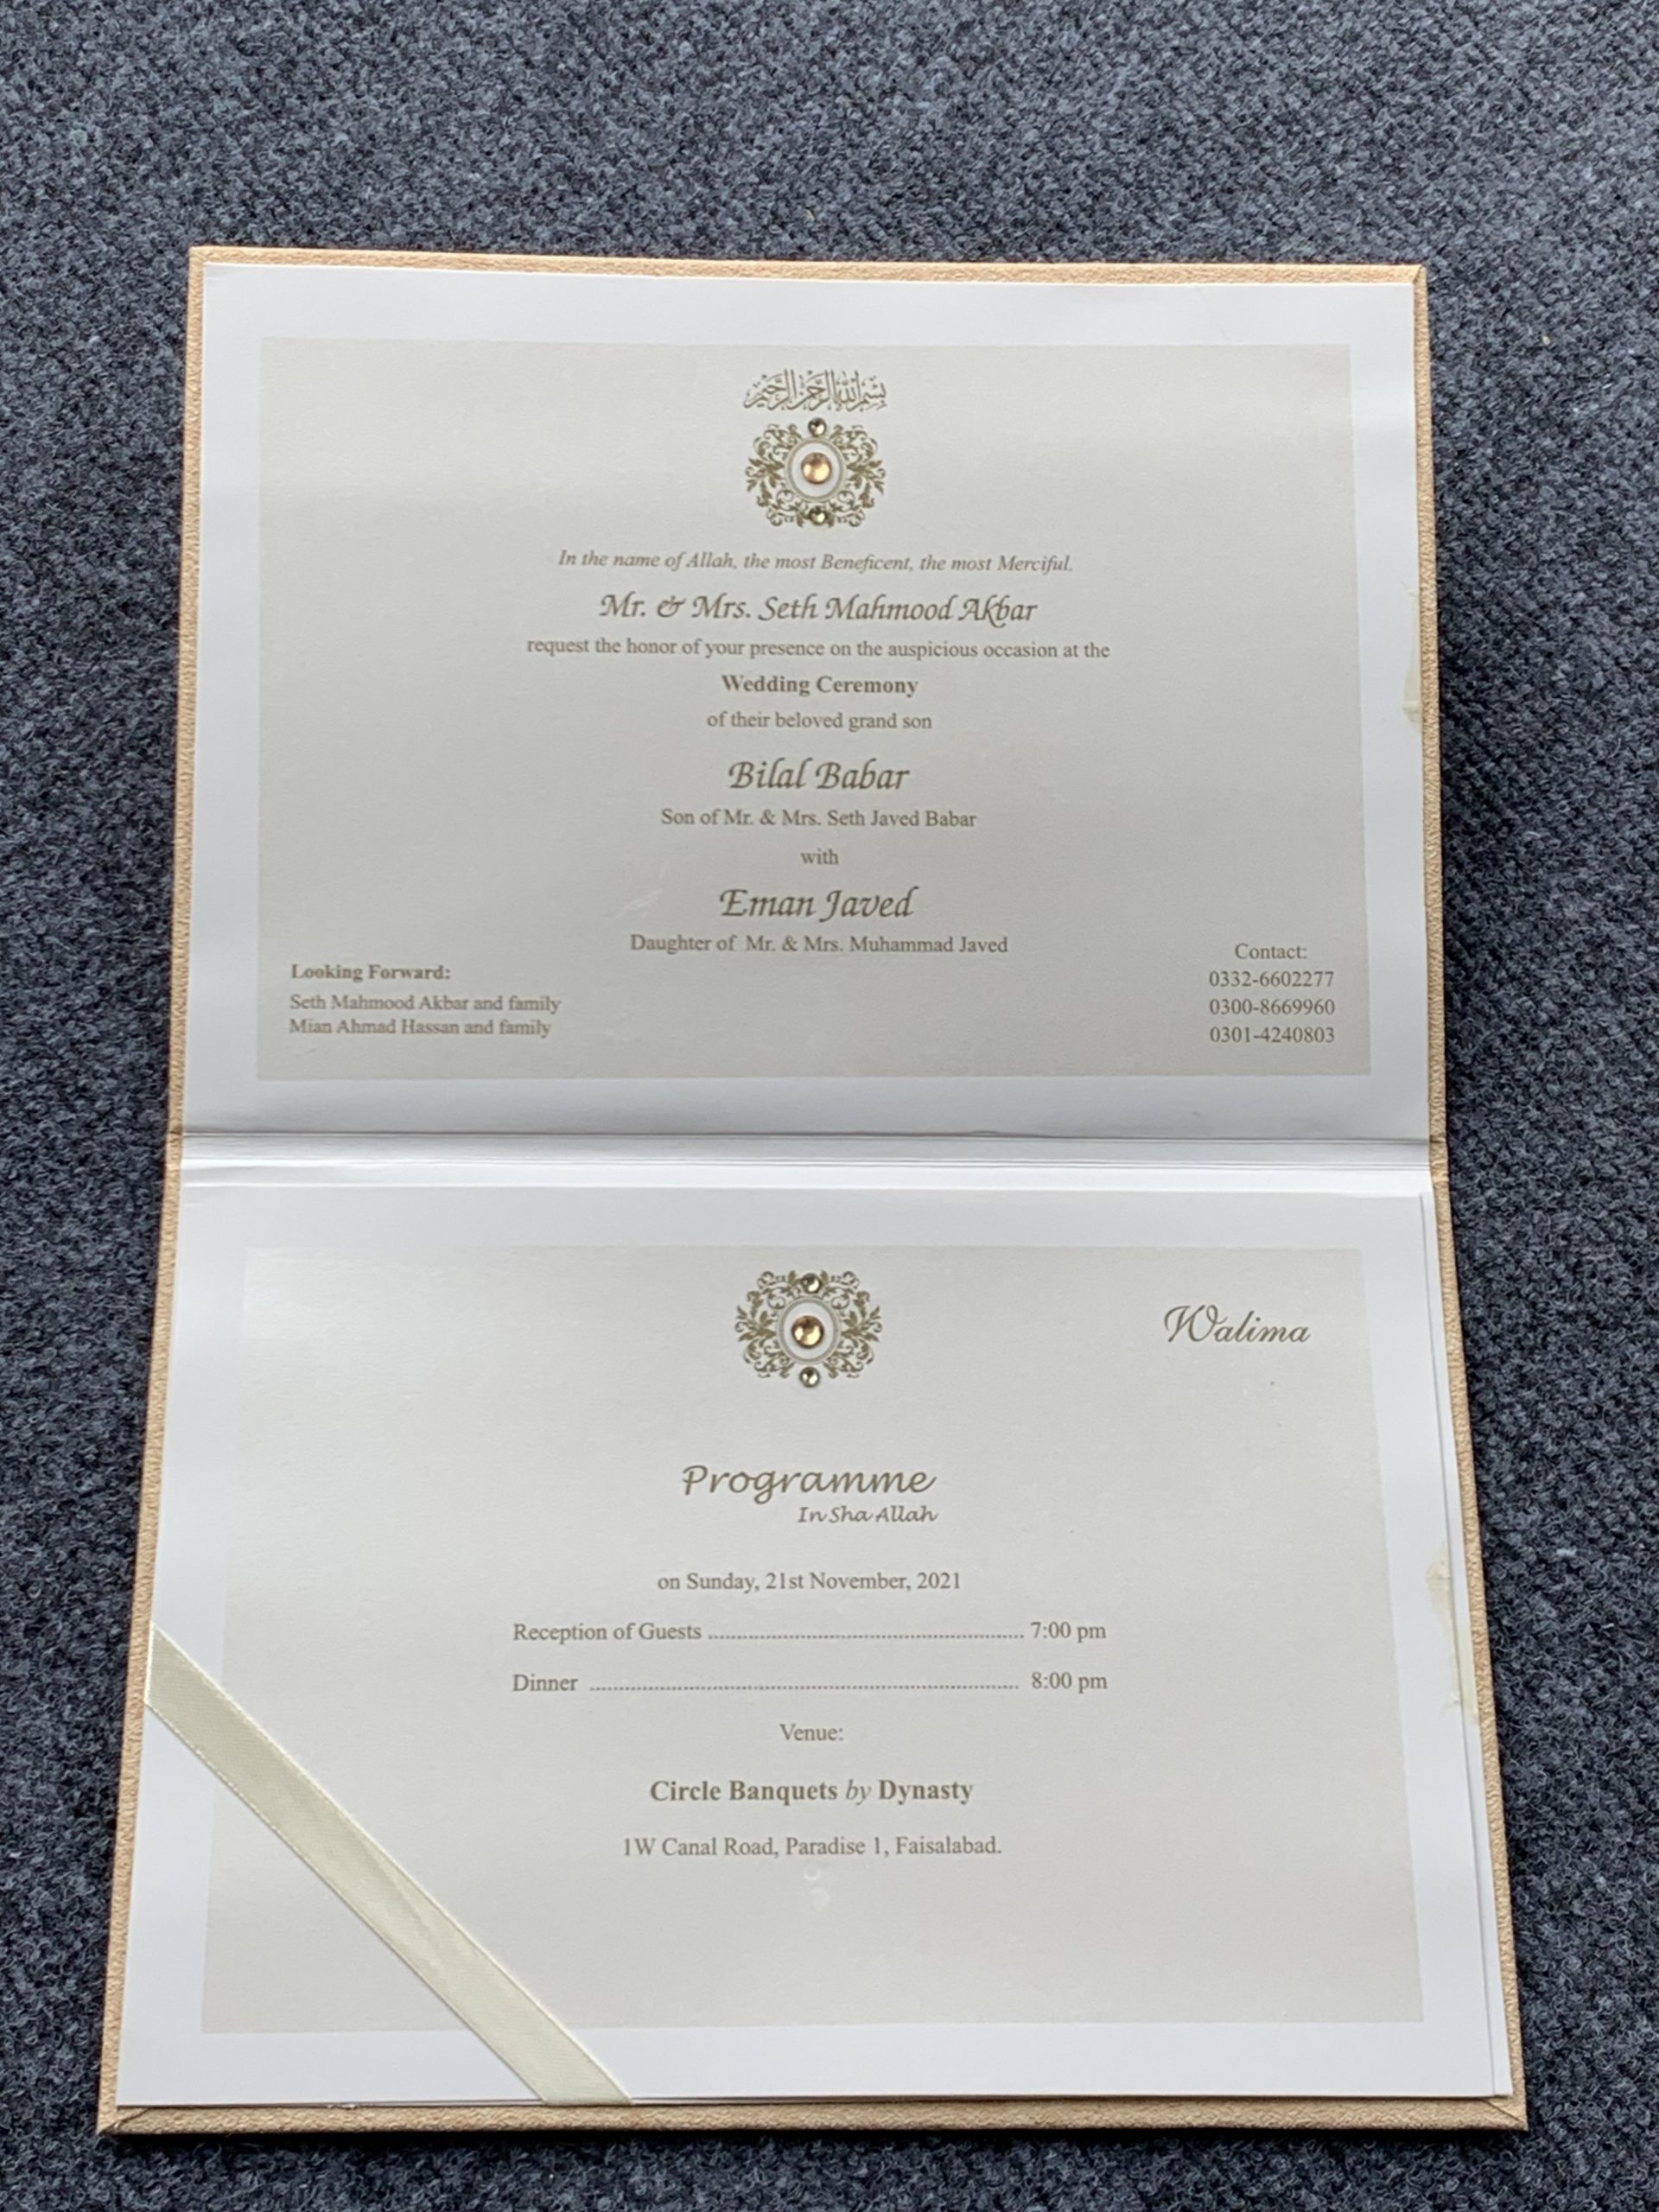 بسم الله الرحمن الرحيم
In the name of Allah, the most Beneficent, the most Merciful.
Mr. & Mrs. Seth Mahmood Akbar
request the honor of your presence on the auspicious occasion at the
Wedding Ceremony
of their beloved grand son
Bilal Babar
Son of Mr. & Mrs. Seth Javed Babar
with
Eman Javed
Daughter of Mr. & Mrs. Muhammad Javed
Looking Forward:
Seth Mahmood Akbar and family
Mian Ahmad Hassan and family
Contact:
0332-6602277
0300-8669960
0301-4240803
Walima
Programme
In Sha Allah
on Sunday, 21st November, 2021
Reception of Guests ........................................................ 7:00 pm
Dinner ............................................................................ 8:00 pm
Venue:
Circle Banquets by Dynasty
1W Canal Road, Paradise 1, Faisalabad.